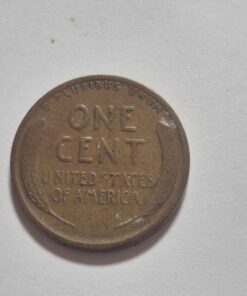 E PLURIBUS UNUM
ONE
CENT
UNITED STATES
OF AMERICA